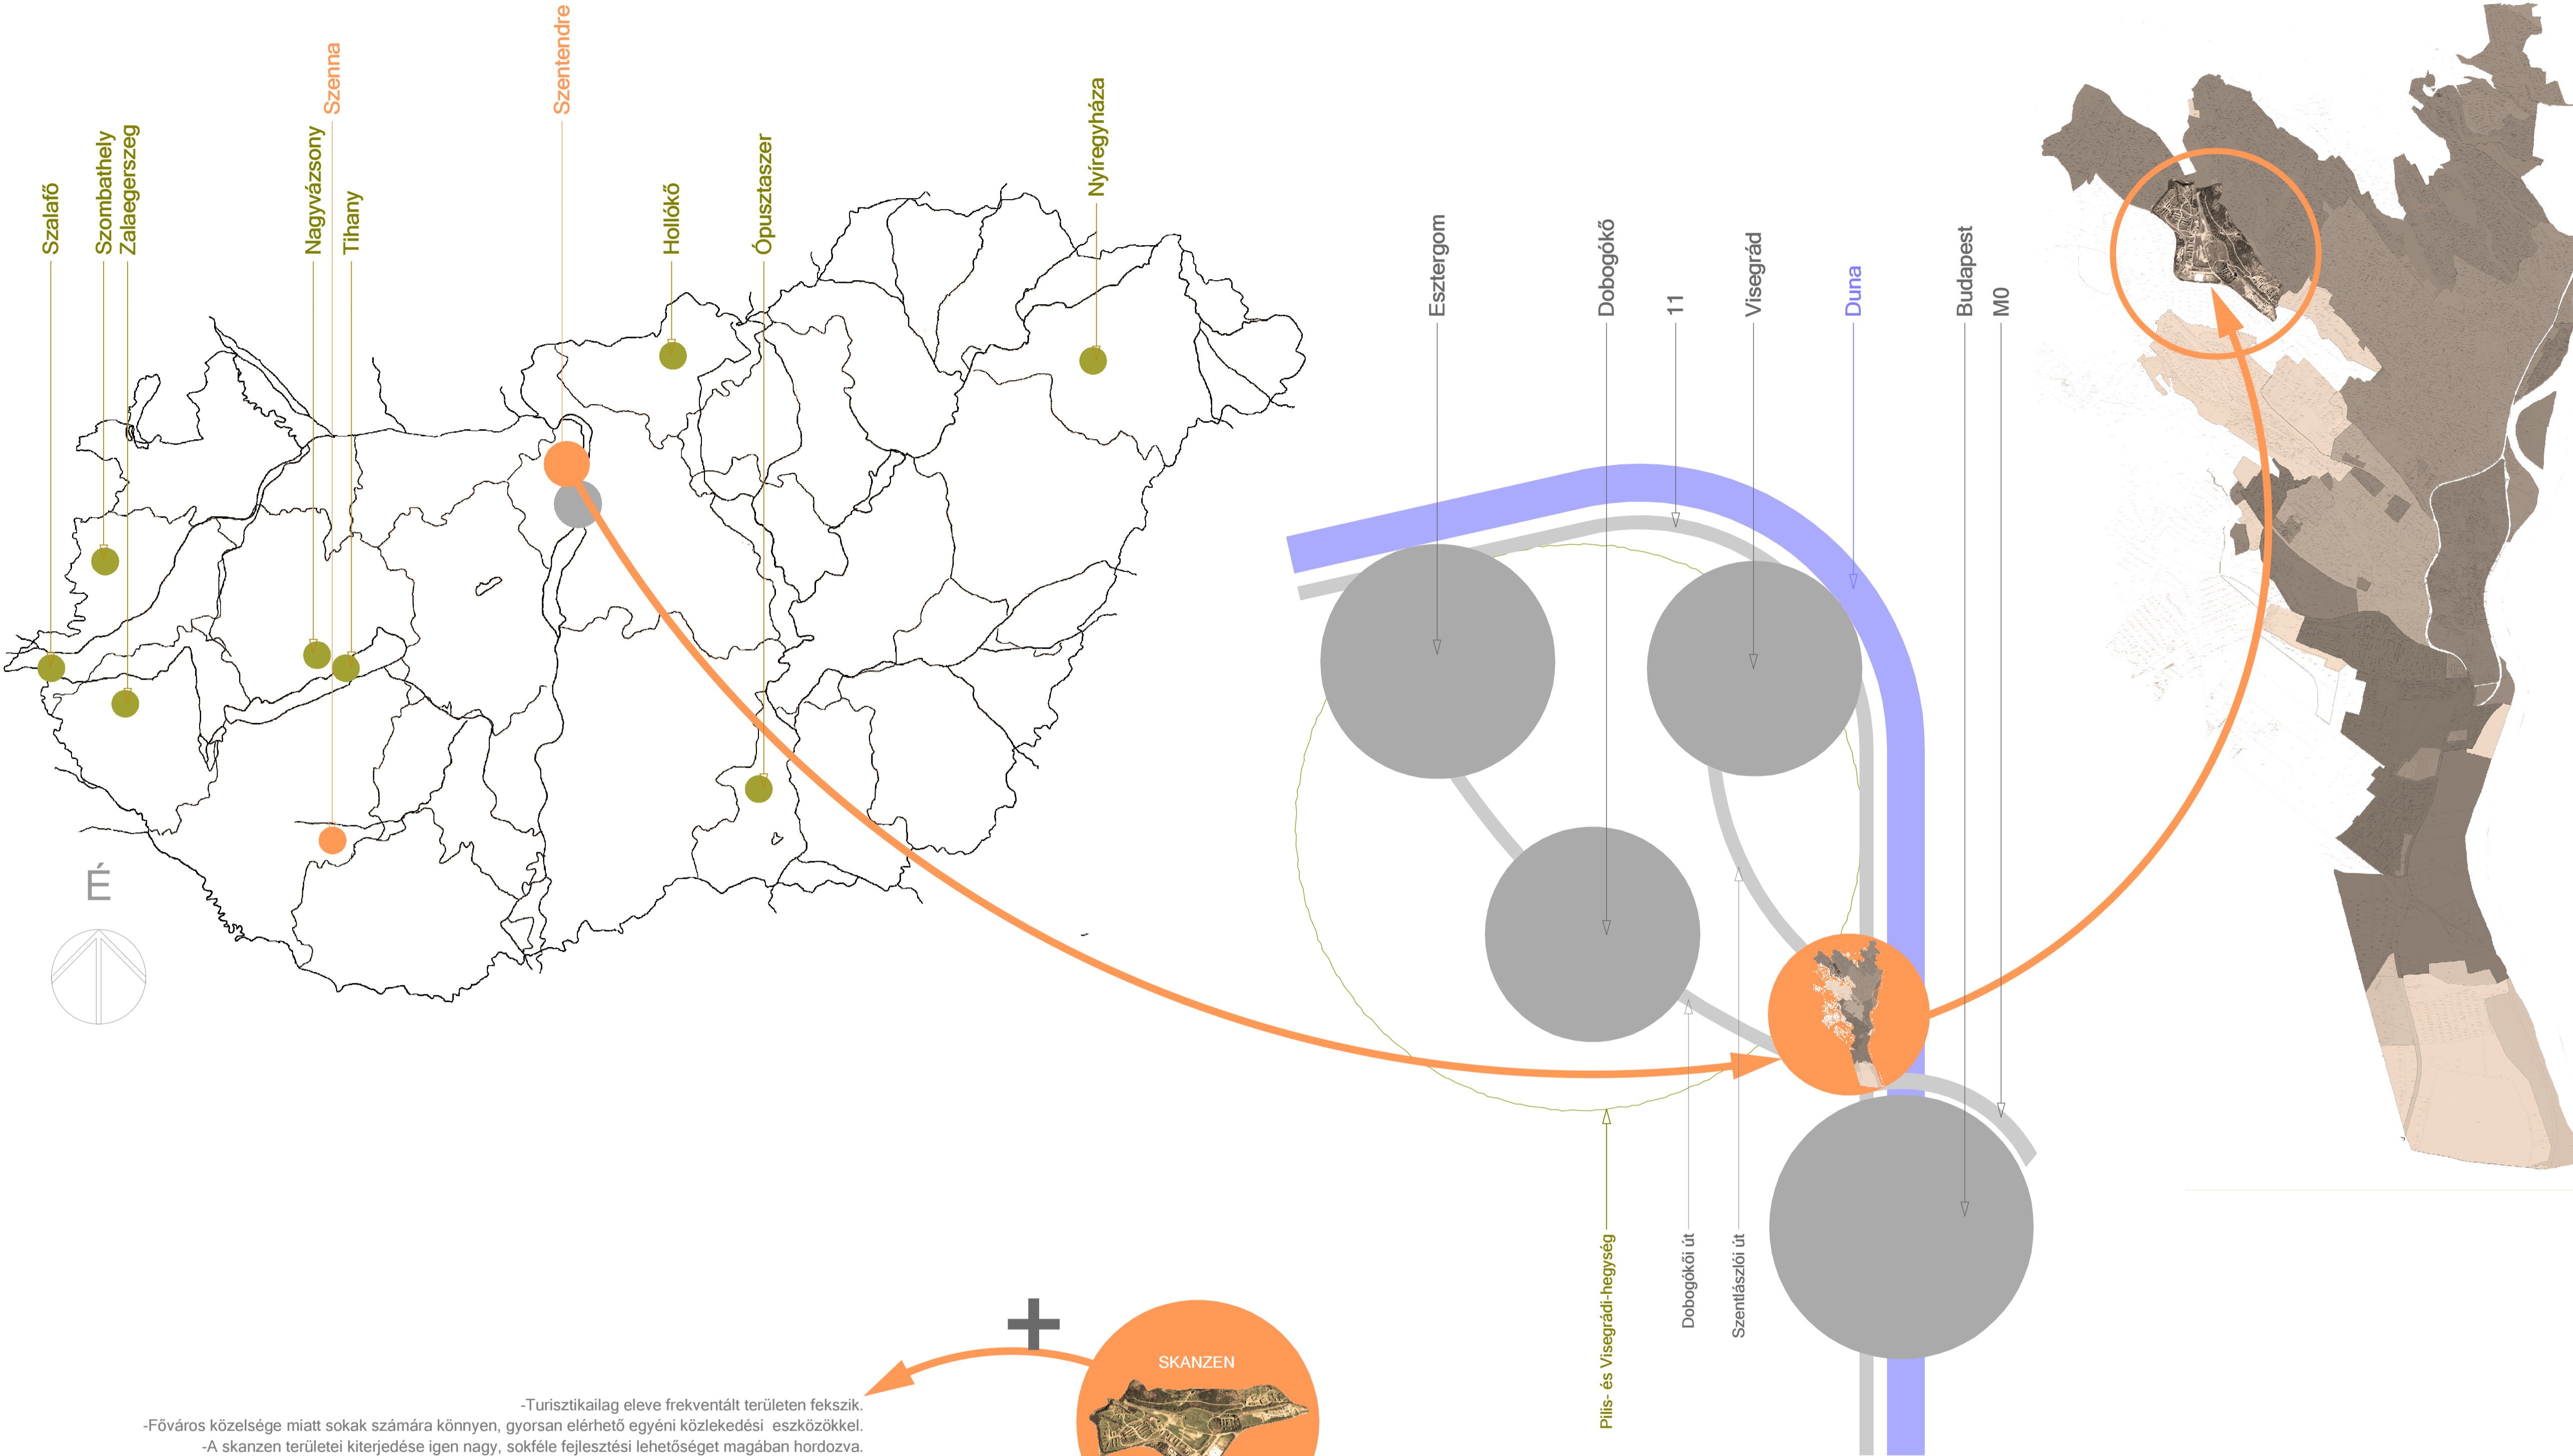 Szalafő
Szombathely
Zalaegerszeg
Nagyvázsony
Szenna
Tihany
Szentendre
Hollókő
Ópusztaszer
Nyíregyháza
Esztergom
Dobogókő
11
Visegrád
Duna
Budapest
M0
É
Pilis- és Visegrádi-hegység
Dobogókői út
Szentlászlói út
SKANZEN
-Turisztikailag eleve frekventált területen fekszik.
-Főváros közelsége miatt sokak számára könnyen, gyorsan elérhető egyéni közlekedési eszközökkel.
-A skanzen területei kiterjedése igen nagy, sokféle fejlesztési lehetőséget magában hordozva.